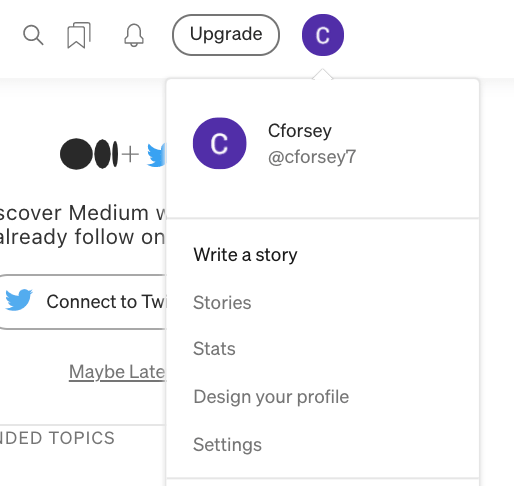 Upgrade
C
C
Cforsey
@cforsey7
scover Medium w
already follow on
Connect to Tw
Maybe Late
NDED TOPICS
Write a story
Stories
Stats
Design your profile
Settings